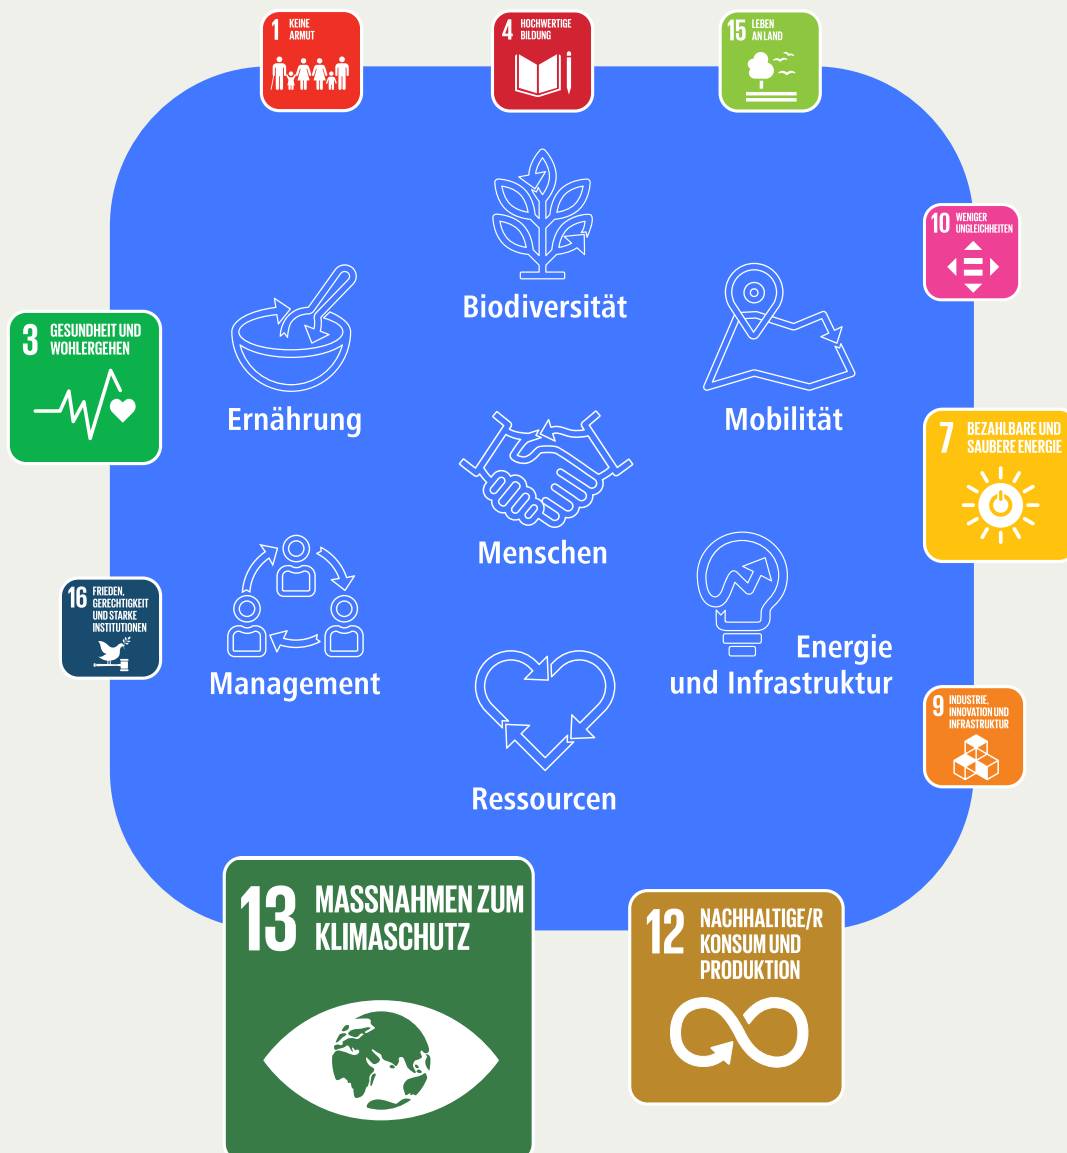 1 KEINE
ARMUT
4 HOCHWERTIGE
BILDUNG
15 LEBEN
AN LAND
10 WENIGER
UNGLEICHHEITEN
Biodiversität
3 GESUNDHEIT UND
WOHLERGEHEN
Ernährung
Mobilität
7 BEZAHLBARE UND
SAUBERE ENERGIE
Menschen
16 FRIEDEN,
GERECHTIGKEIT
UND STARKE
INSTITUTIONEN
Management
Energie
und Infrastruktur
9 INDUSTRIE,
INNOVATION UND
INFRASTRUKTUR
Ressourcen
13 MASSNAHMEN ZUM
KLIMASCHUTZ
12 NACHHALTIGE/R
KONSUM UND
PRODUKTION